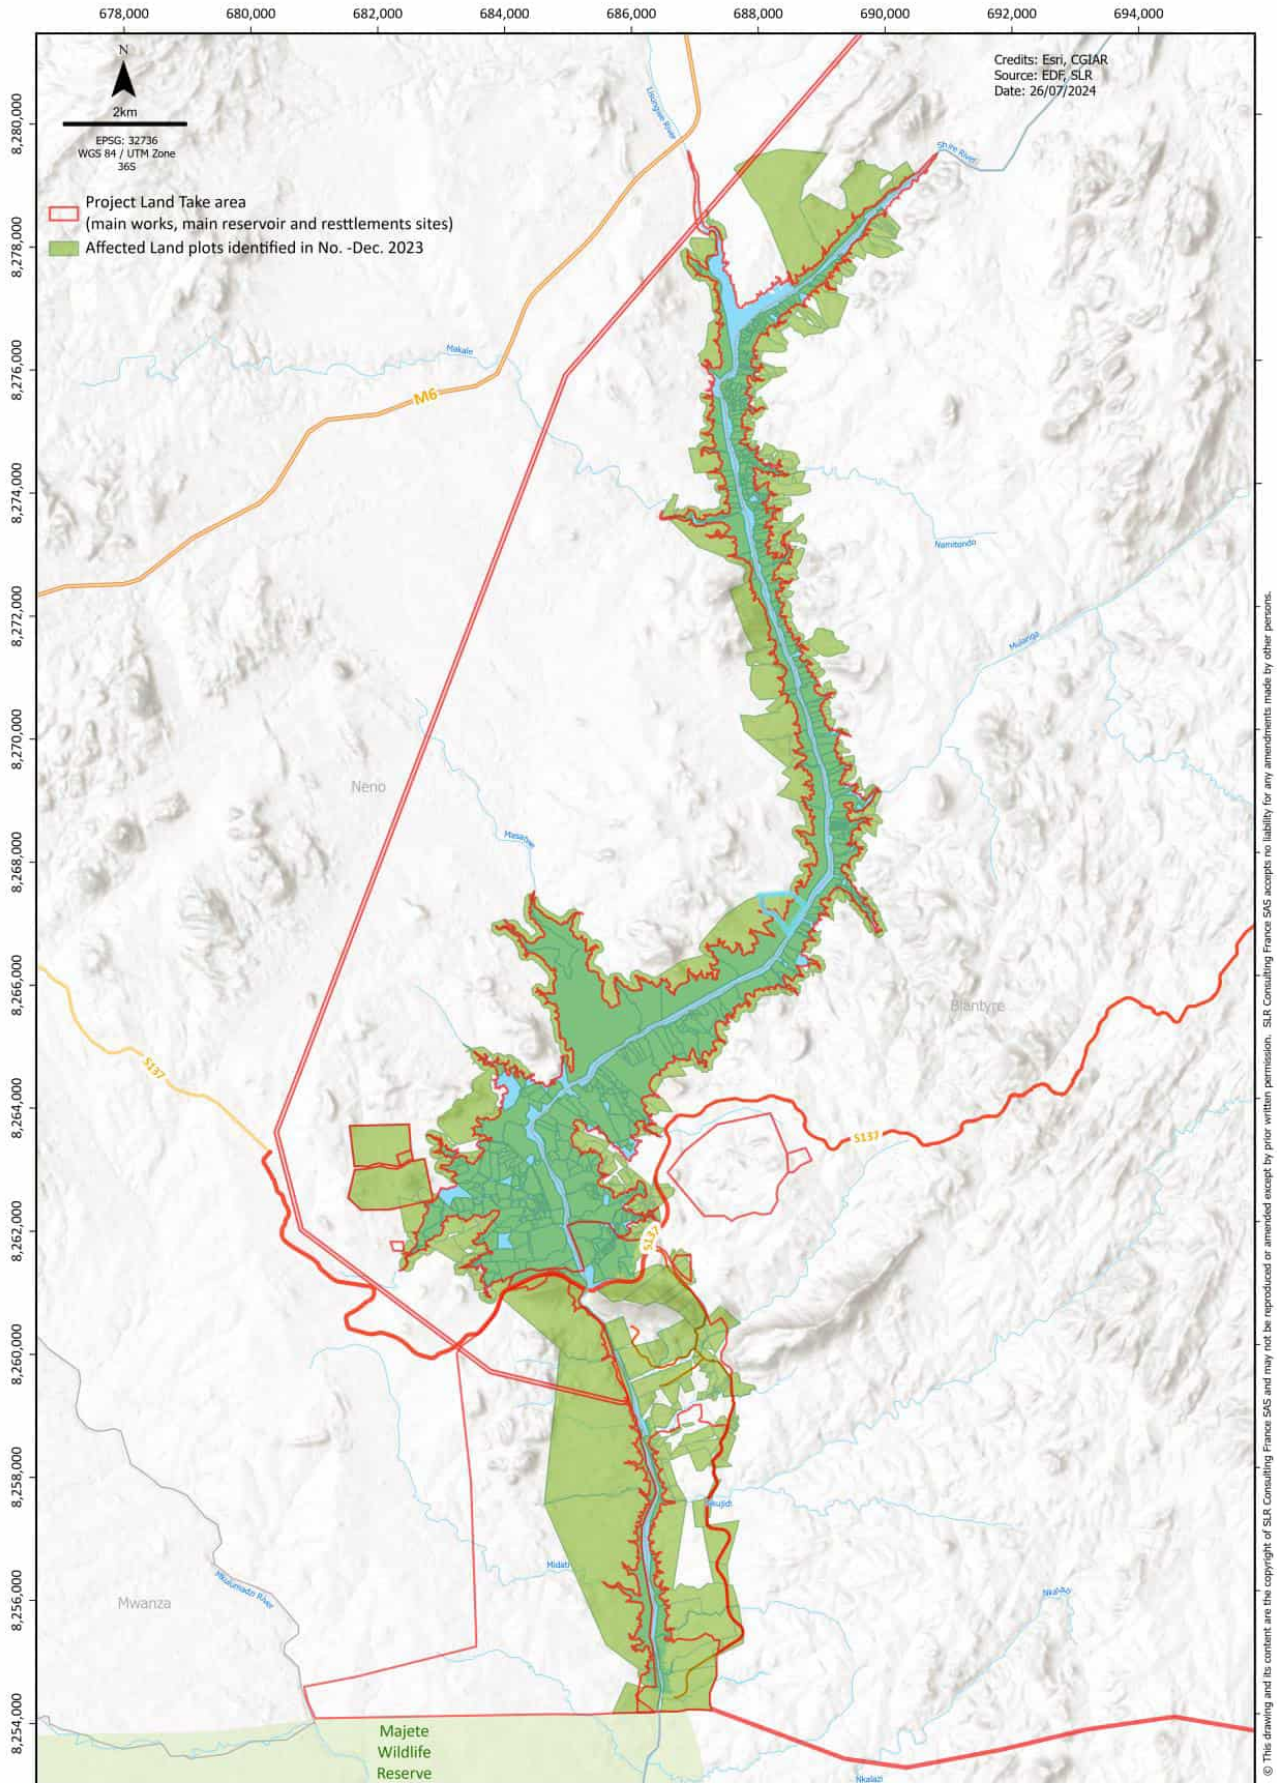 678,000
680,000
682,000
684,000
686,000
688,000
690,000
692,000
694,000
N
2km
EPSG: 32736
WGS 84 / UTM Zone
36S
Credits: Esri, CGIAR
Source: EDF, SLR
Date: 26/07/2024
Project Land Take area
(main works, main reservoir and resttlements sites)
Affected Land plots identified in No. -Dec. 2023
Lisungwe River
Shire River
8,280,000
8,278,000
8,276,000
8,274,000
8,272,000
8,270,000
8,268,000
8,266,000
8,264,000
8,262,000
8,260,000
8,258,000
8,256,000
8,254,000
Makale
M6
Namitondo
Mulanga
Neno
Blantyre
S137
S137
S137
Midati
Mkulumadzi River
Mwanza
Majete
Wildlife
Reserve
Nkalazi
© This drawing and its content are the copyright of SLR Consulting France SAS and may not be reproduced or amended except by prior written permission. SLR Consulting France SAS accepts no liability for any amendments made by other persons.